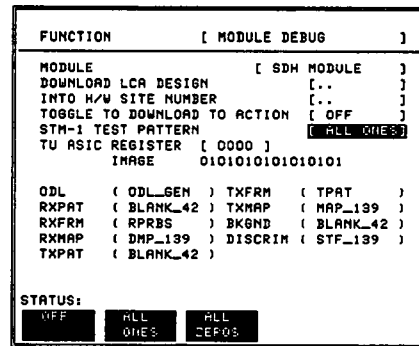 FUNCTION [ MODULE DEBUG ]
MODULE [ SDH MODULE ]
DOWNLOAD LCA DESIGN [.. ]
INTO H/W SITE NUMBER [.. ]
TOGGLE TO DOWNLOAD TO ACTION [ OFF ]
STM-1 TEST PATTERN [ ALL ONES]
TU ASIC REGISTER [ 0000 ]
IMAGE 0101010101010101
ODL ( ODL_GEN ) TXFRM ( TPAT )
RXPAT ( BLANK_42 ) TXMAP ( MAP_139 )
RXFRM ( RPRBS ) BKGND ( BLANK_42 )
RXMAP ( DMP_139 ) DISCRIM ( STF_139 )
TXPAT ( BLANK_42 )
STATUS:
OFF ALL ALL
ONES ZEROS